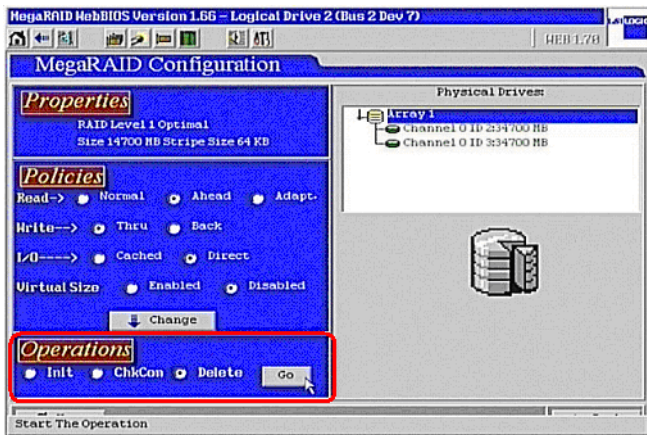 MegaRAID WebBIOS Version 1.66 – Logical Drive 2 (Bus 2 Dev 7)
LSI LOGIC
WEB 1.70
MegaRAID Configuration
Properties
RAID Level 1 Optimal
Size 14700 MB Stripe Size 64 KB
Policies
Read-> Normal Ahead Adapt.
Write--> Thru Back
I/O----> Cached Direct
Virtual Size Enabled Disabled
Change
Operations
Init ChkCon Delete Go
Physical Drives:
Array 1
Channel 0 ID 2:34700 MB
Channel 0 ID 3:34700 MB
Start The Operation